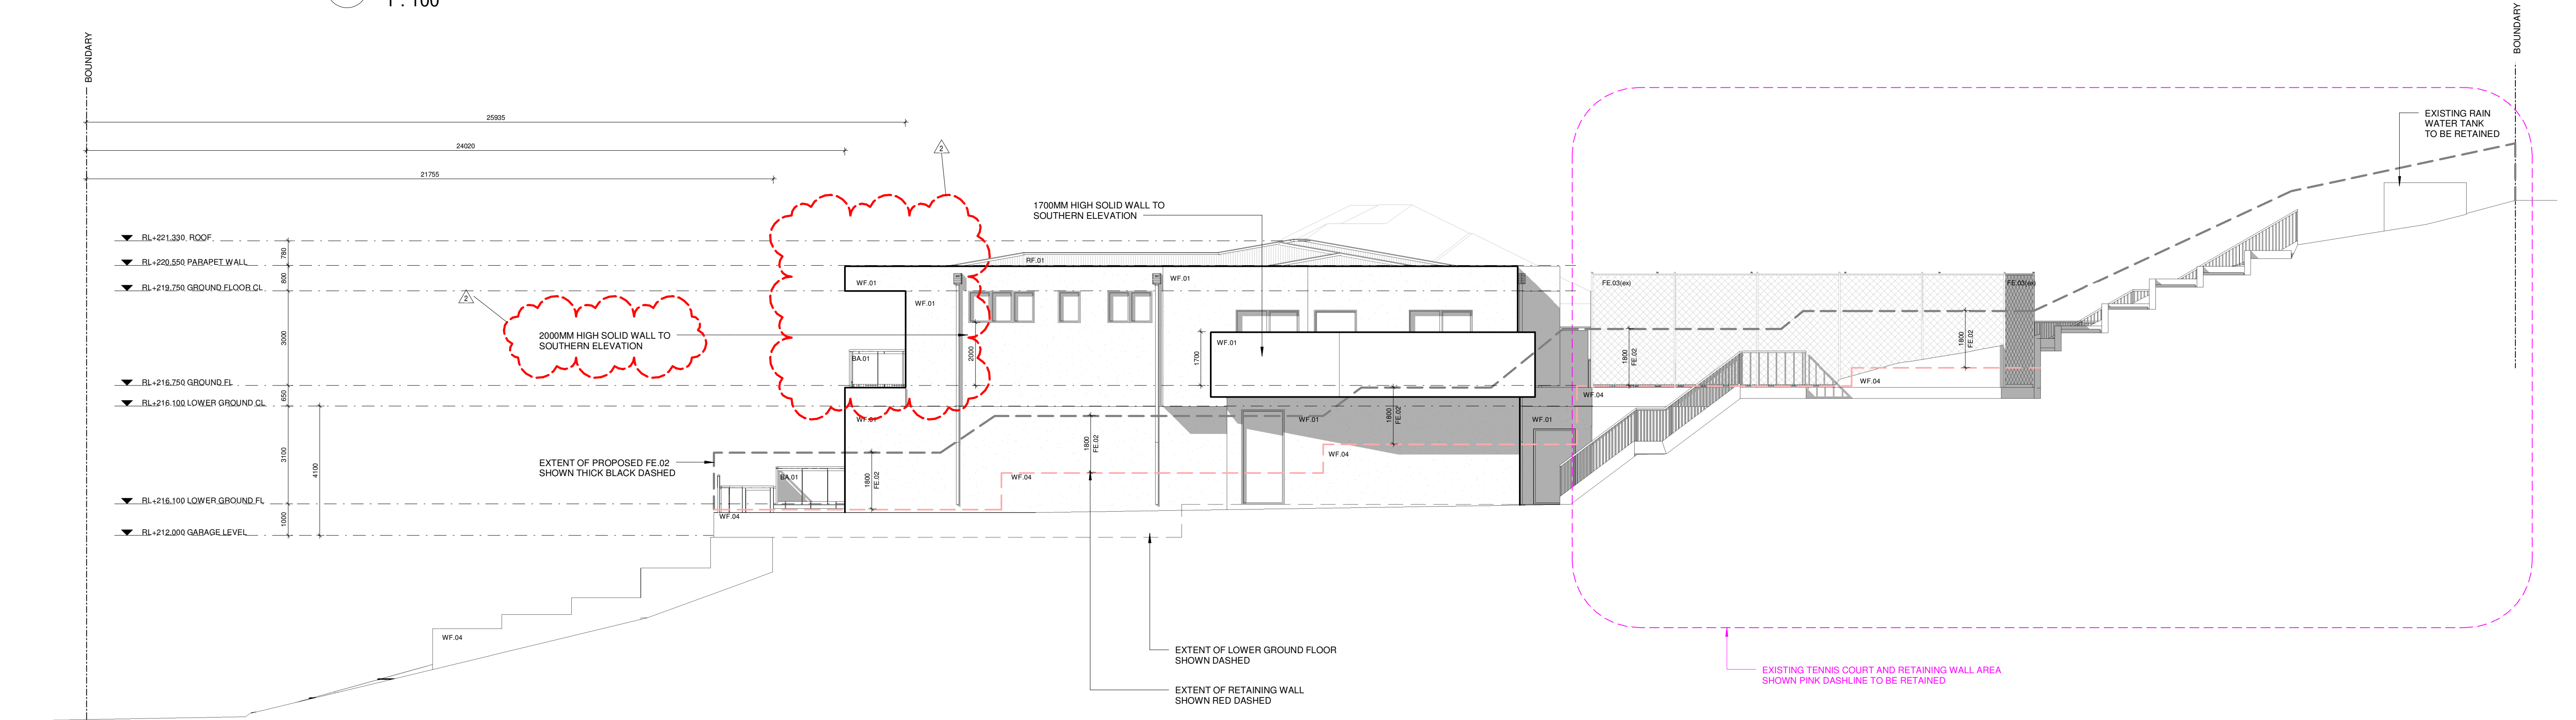 1 : 100
BOUNDARY
BOUNDARY
25935
24020
21755
2
2
EXISTING RAIN
WATER TANK
TO BE RETAINED
1700MM HIGH SOLID WALL TO
SOUTHERN ELEVATION
RL+221.330 ROOF
RL+220.550 PARAPET WALL
RL+219.750 GROUND FLOOR CL
RL+216.750 GROUND FL
RL+216.100 LOWER GROUND CL
RL+216.100 LOWER GROUND FL
RL+212.000 GARAGE LEVEL
780
800
3000
650
3100
1000
4100
2000MM HIGH SOLID WALL TO
SOUTHERN ELEVATION
RF.01
WF.01
WF.01
WF.01
WF.01
BA.01
2000
1700
WF.01
WF.01
WF.01
WF.01
FE.03(ex)
FE.03(ex)
1800
FE.02
1800
FE.02
1800
FE.02
1800
FE.02
1800
FE.02
WF.04
WF.04
WF.04
WF.04
WF.04
BA.01
EXTENT OF PROPOSED FE.02
SHOWN THICK BLACK DASHED
WF.04
EXTENT OF LOWER GROUND FLOOR
SHOWN DASHED
EXTENT OF RETAINING WALL
SHOWN RED DASHED
EXISTING TENNIS COURT AND RETAINING WALL AREA
SHOWN PINK DASHLINE TO BE RETAINED